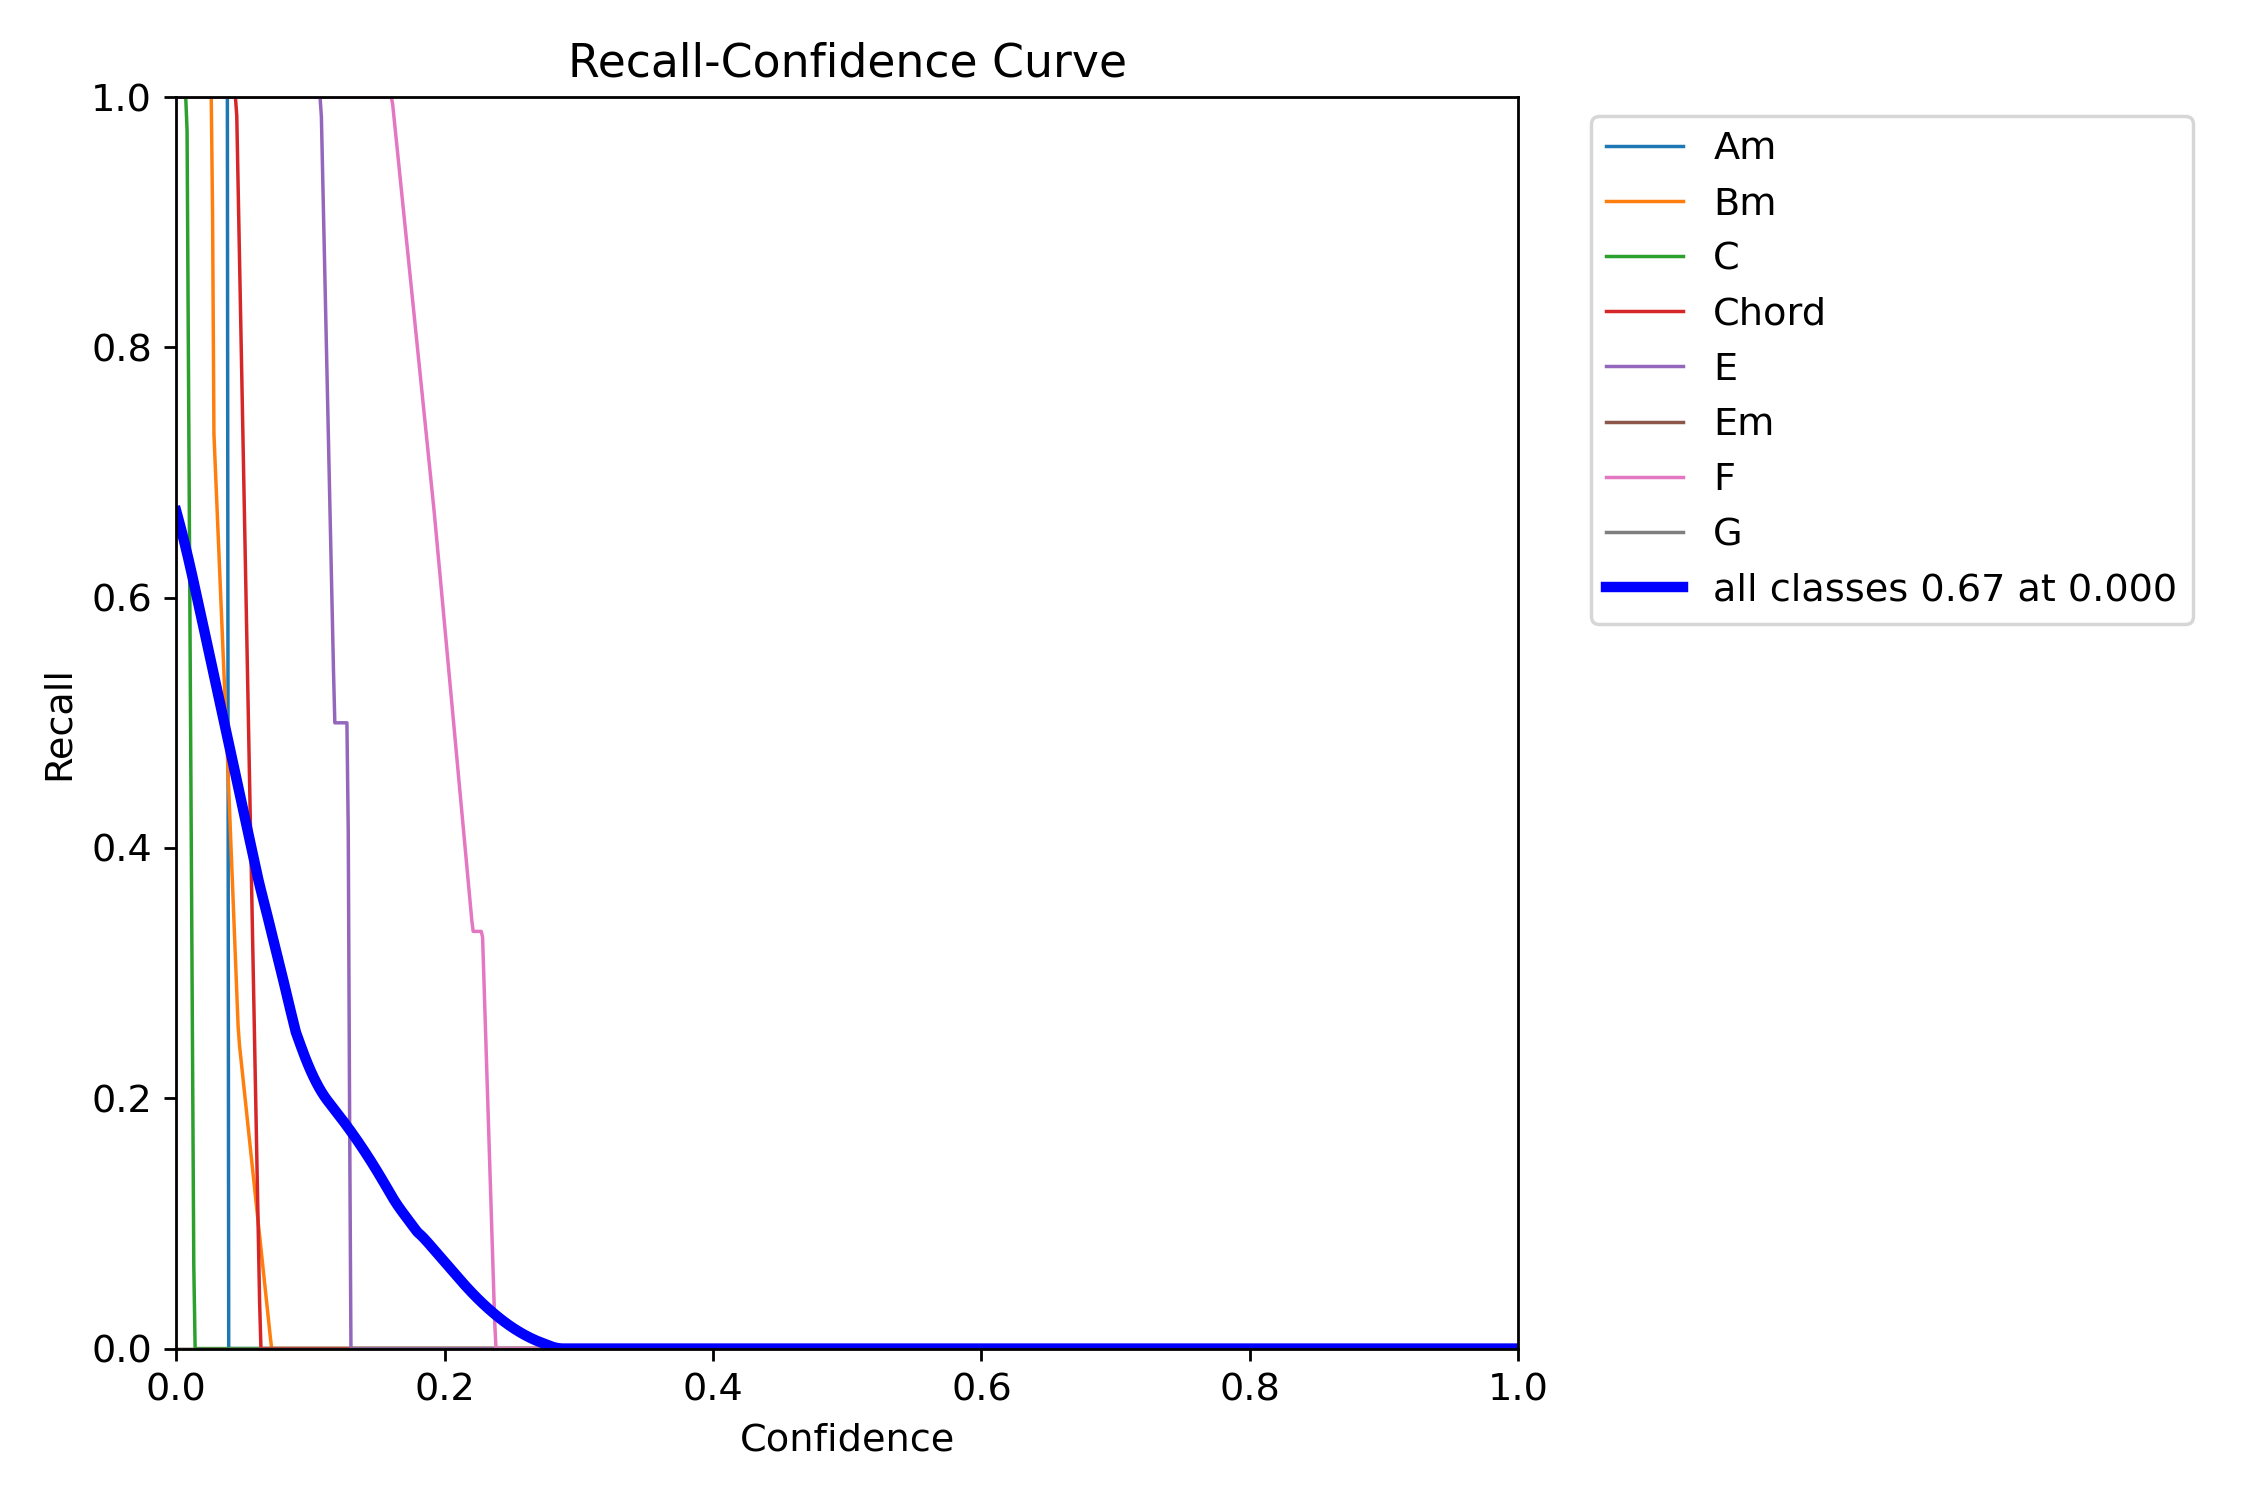 Recall-Confidence Curve
1.0
0.8
0.6
0.4
0.2
0.0
Recall
0.0 0.2 0.4 0.6 0.8 1.0
Confidence
Am
Bm
C
Chord
E
Em
F
G
all classes 0.67 at 0.000